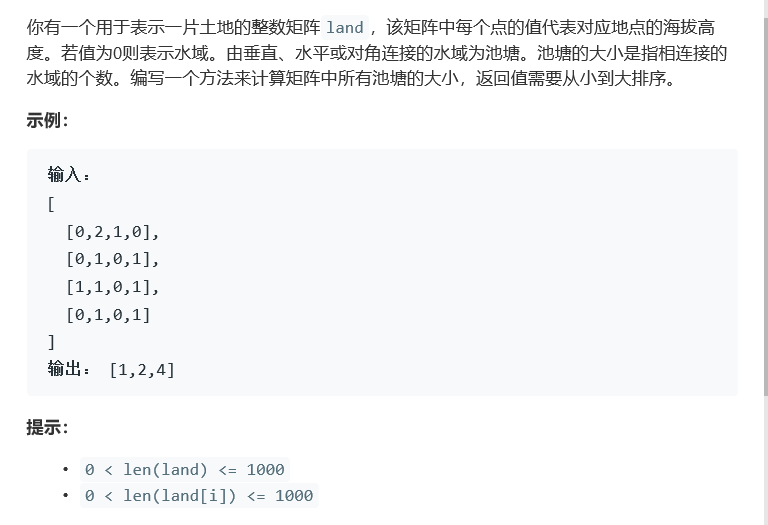 你有一个用于表示一片土地的整数矩阵 land ，该矩阵中每个点的值代表对应地点的海拔高
度。若值为0则表示水域。由垂直、水平或对角连接的水域为池塘。池塘的大小是指相连接的
水域的个数。编写一个方法来计算矩阵中所有池塘的大小，返回值需要从小到大排序。
示例：
输入：
[
  [0,2,1,0],
  [0,1,0,1],
  [1,1,0,1],
  [0,1,0,1]
]
输出： [1,2,4]
提示：
• 0 < len(land) <= 1000
• 0 < len(land[i]) <= 1000